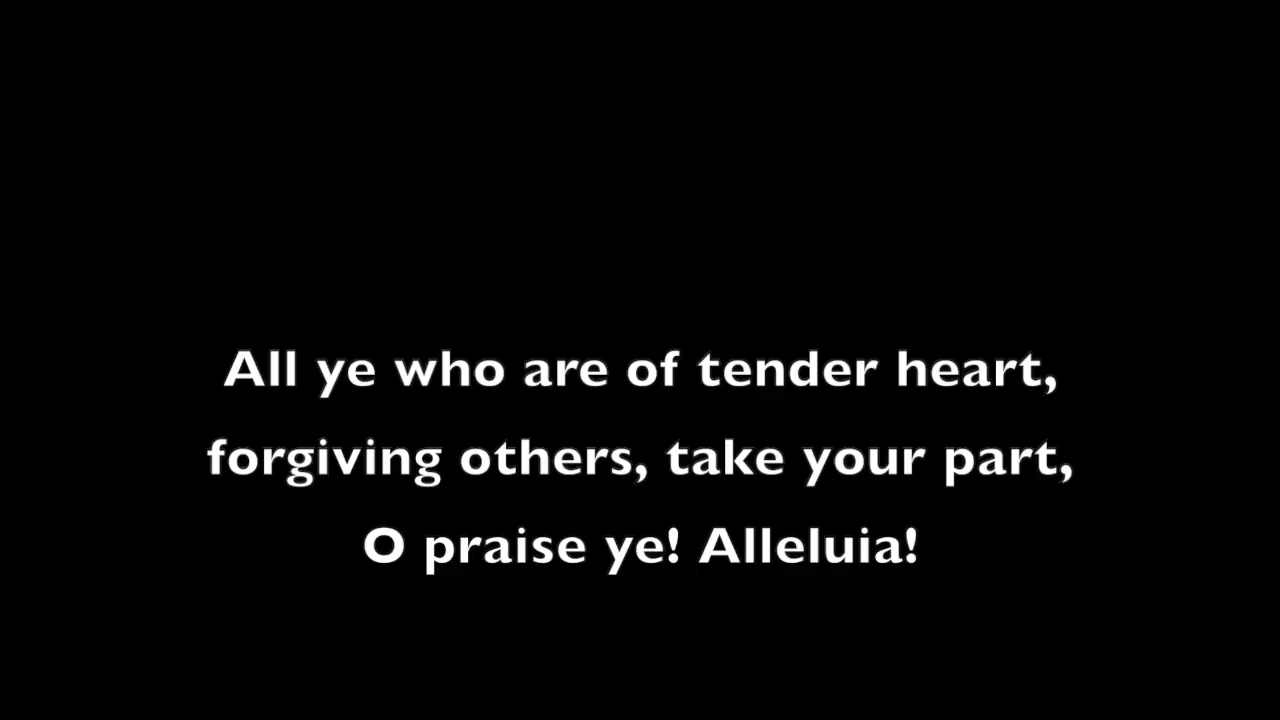 All ye who are of tender heart,
forgiving others, take your part,
O praise ye! Alleluia!